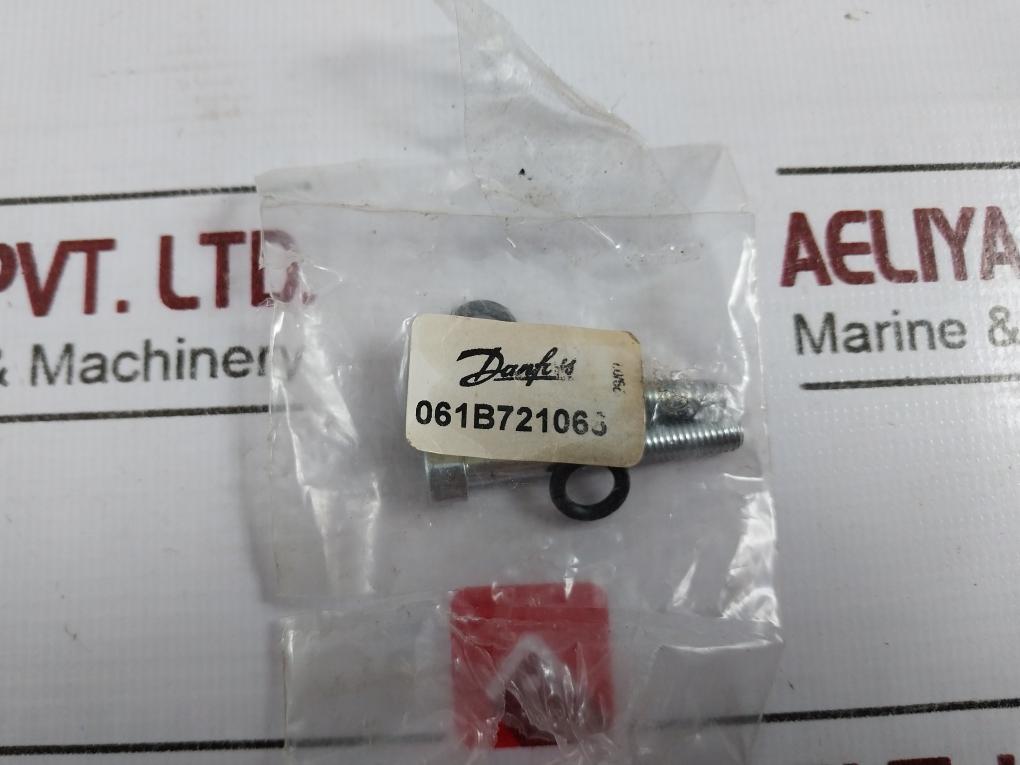 PVT. LTD.
& Machinery
AELIYA
Marine &
Danfoss
061B721066